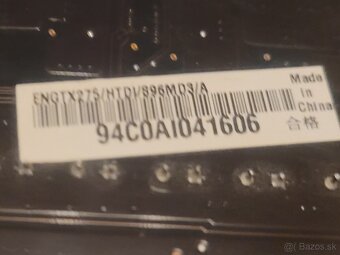 ENGTX275/HTDI/896MD3/A
94C0AI041606
Made
in
China
合格
© Bazos.sk